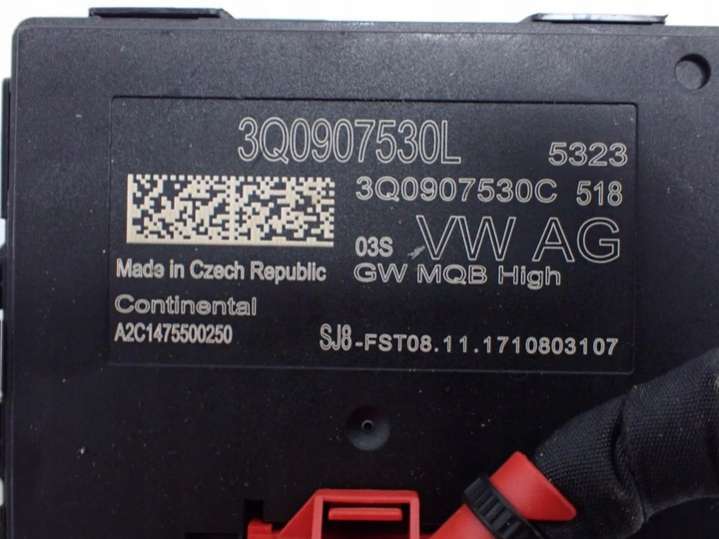 3Q0907530L 5323
3Q0907530C 518
03S VW AG
Made in Czech Republic GW MQB High
Continental
A2C1475500250 SJ8-FST08.11.1710803107